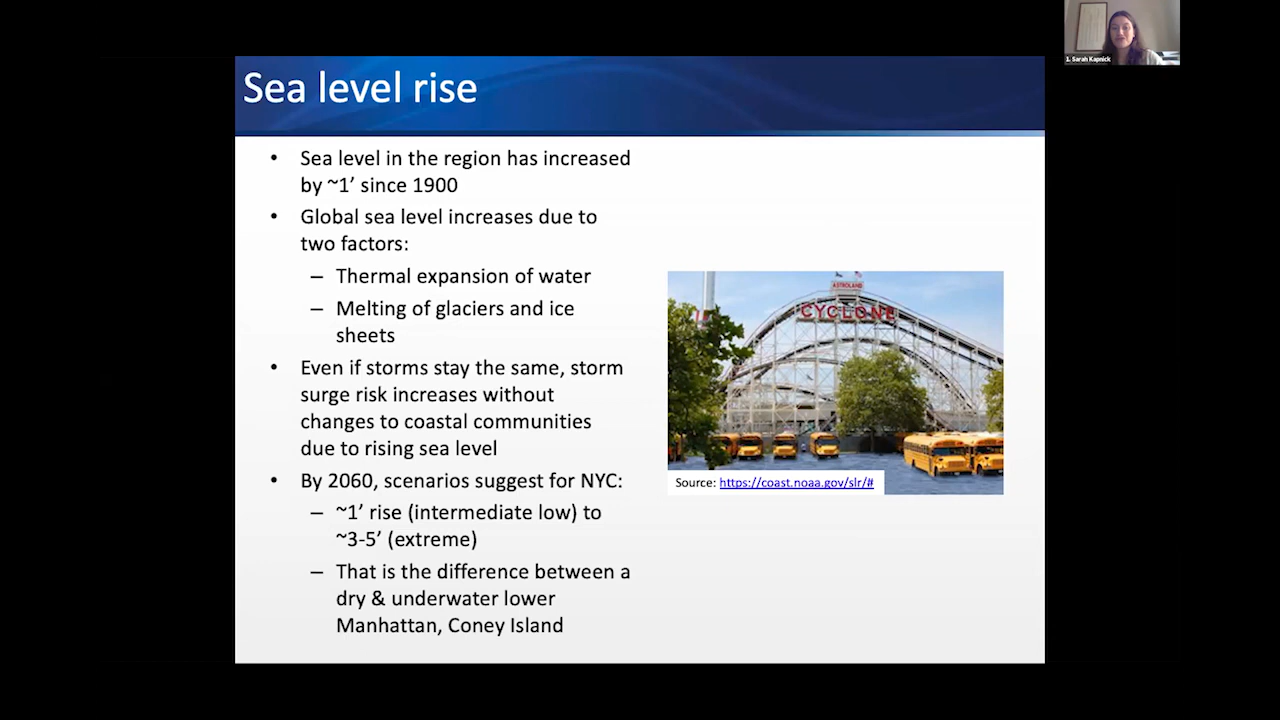 1. Sarah Kapnick
Sea level rise
• Sea level in the region has increased
by ~1’ since 1900
• Global sea level increases due to
two factors:
– Thermal expansion of water
– Melting of glaciers and ice
sheets
• Even if storms stay the same, storm
surge risk increases without
changes to coastal communities
due to rising sea level
• By 2060, scenarios suggest for NYC:
– ~1’ rise (intermediate low) to
~3-5’ (extreme)
– That is the difference between a
dry & underwater lower
Manhattan, Coney Island
ASTROLAND
CYCLONE
Source: https://coast.noaa.gov/slr/#